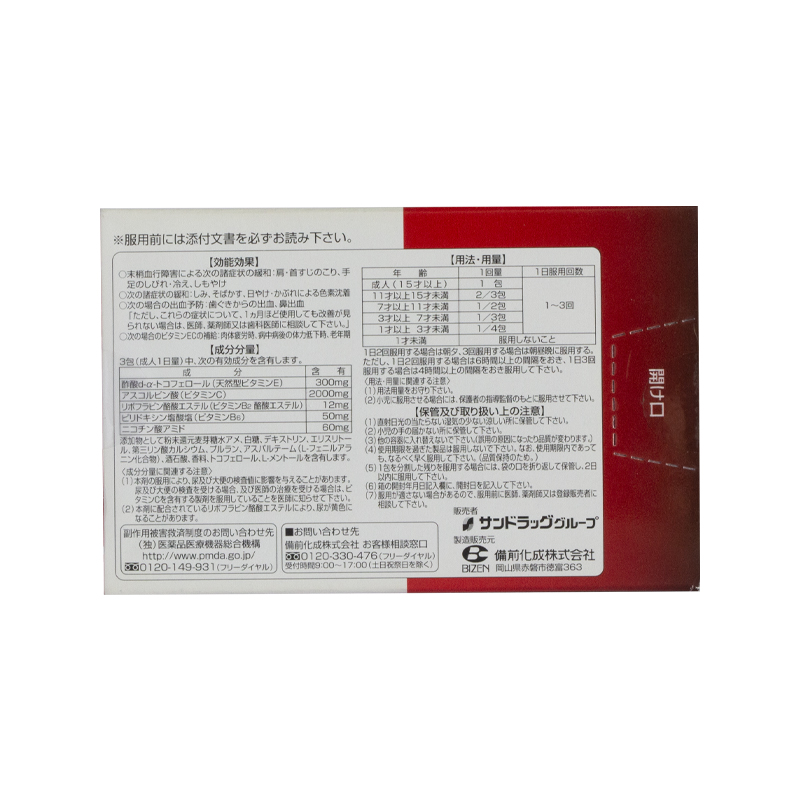 ※服用前には添付文書を必ずお読み下さい。
【効能効果】
○末梢血行障害による次の諸症状の緩和：肩・首すじのこり、手
足のしびれ・冷え、しもやけ
○次の諸症状の緩和：しみ、そばかす、日やけ・かぶれによる色素沈着
○次の場合の出血予防：歯ぐきからの出血、鼻出血
「ただし、これらの症状について、1ヵ月ほど使用しても改善が見
られない場合は、医師、薬剤師又は歯科医師に相談して下さい。」
○次の場合のビタミンECの補給：肉体疲労時、病中病後の体力低下時、老年期
【成分分量】
3包(成人1日量)中、次の有効成分を含有します。
成 分 含 有
酢酸d-α-トコフェロール(天然型ビタミンE) 300mg
アスコルビン酸(ビタミンC) 2000mg
リボフラビン酪酸エステル(ビタミンB2 酪酸エステル) 12mg
ピリドキシン塩酸塩(ビタミンB6) 50mg
ニコチン酸アミド 60mg
添加物として粉末還元麦芽糖水アメ、白糖、デキストリン、エリスリトー
ル、第三リン酸カルシウム、プルラン、アスパルテーム(L-フェニルアラ
ニン化合物)、酒石酸、香料、トコフェロール、L-メントールを含有します。
〈成分分量に関連する注意〉
(1)本剤の服用により、尿及び大便の検査値に影響を与えることがあります。
尿及び大便の検査を受ける場合、及び医師の治療を受ける場合は、ビ
タミンCを含有する製剤を服用していることを医師に知らせて下さい。
(2)本剤に配合されているリボフラビン酪酸エステルにより、尿が黄色に
なることがあります。
副作用被害救済制度のお問い合わせ先
(独)医薬品医療機器総合機構
http://www.pmda.go.jp/
0120-149-931(フリーダイヤル)
■お問い合わせ先
備前化成株式会社 お客様相談窓口
0120-330-476(フリーダイヤル)
受付時間9:00〜17:00(土日祝祭日を除く)
【用法・用量】
年 齢 1回量 1日服用回数
成人(15才以上) 1 包 1〜3回
11才以上15才未満 2/3包
7才以上11才未満 1/2包
3才以上 7才未満 1/3包
1才以上 3才未満 1/4包
1才未満 服用しないこと
1日2回服用する場合は朝夕、3回服用する場合は朝昼晩に服用する。
ただし、1日2回服用する場合は6時間以上の間隔をおき、1日3回
服用する場合は4時間以上の間隔をおき服用して下さい。
〈用法・用量に関連する注意〉
(1)用法用量をお守り下さい。
(2)小児に服用させる場合には、保護者の指導監督のもとに服用させて下さい。
【保管及び取り扱い上の注意】
(1)直射日光の当たらない湿気の少ない涼しい所に保管して下さい。
(2)小児の手の届かない所に保管して下さい。
(3)他の容器に入れ替えないで下さい。(誤用の原因になったり品質が変わります。)
(4)使用期限を過ぎた製品は服用しないで下さい。なお、使用期限内であって
も、なるべく早く服用して下さい。(品質保持のため。)
(5)1包を分割した残りを服用する場合には、袋の口を折り返して保管し、2日
以内に服用して下さい。
(6)箱の開封年月日記入欄に、開封日を記入して下さい。
(7)服用が適さない場合があるので、服用前に医師、薬剤師又は登録販売者に
相談して下さい。
販売者
サンドラッググループ
製造販売元
BIZEN
備前化成株式会社
岡山県赤磐市徳富363
開け口